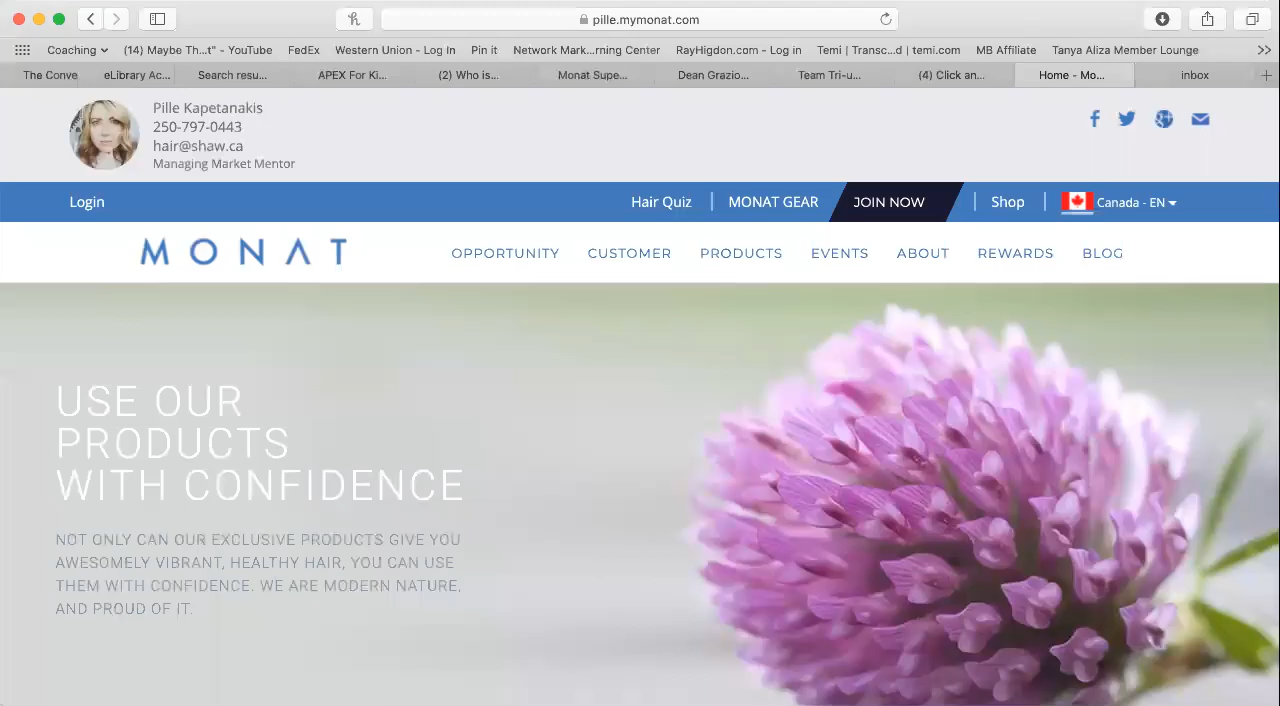 pille.mymonat.com
Coaching (14) Maybe Th...t" - YouTube FedEx Western Union - Log In Pin it Network Mark...rning Center RayHigdon.com - Log in Temi | Transc...d | temi.com MB Affiliate Tanya Aliza Member Lounge
The Conve eLibrary Ac... Search resu... APEX For Ki... (2) Who is... Monat Supe... Dean Grazio... Team Tri-u... (4) Click an... Home - Mo... inbox
Pille Kapetanakis
250-797-0443
hair@shaw.ca
Managing Market Mentor
Login Hair Quiz MONAT GEAR JOIN NOW Shop Canada - EN
MONAT OPPORTUNITY CUSTOMER PRODUCTS EVENTS ABOUT REWARDS BLOG
USE OUR
PRODUCTS
WITH CONFIDENCE
NOT ONLY CAN OUR EXCLUSIVE PRODUCTS GIVE YOU
AWESOMELY VIBRANT, HEALTHY HAIR, YOU CAN USE
THEM WITH CONFIDENCE. WE ARE MODERN NATURE,
AND PROUD OF IT.